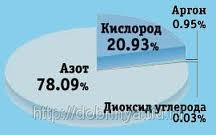 Аргон
0.95%
Кислород
20.93%
Азот
78.09%
Диоксид углерода
0.03%